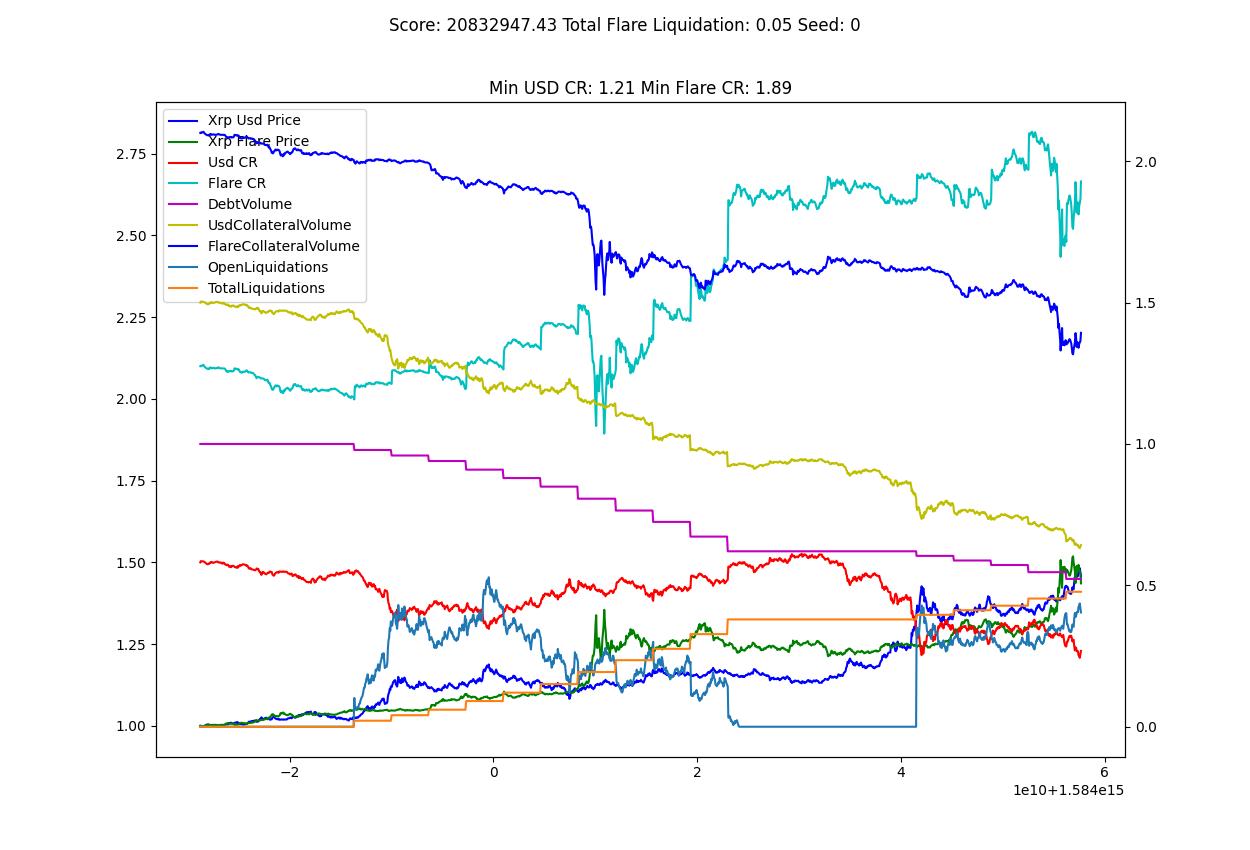 Score: 20832947.43 Total Flare Liquidation: 0.05 Seed: 0
Min USD CR: 1.21 Min Flare CR: 1.89
Xrp Usd Price
Xrp Flare Price
Usd CR
Flare CR
DebtVolume
UsdCollateralVolume
FlareCollateralVolume
OpenLiquidations
TotalLiquidations
2.75
2.50
2.25
2.00
1.75
1.50
1.25
1.00
2.0
1.5
1.0
0.5
0.0
−2 0 2 4 6
1e10+1.584e15